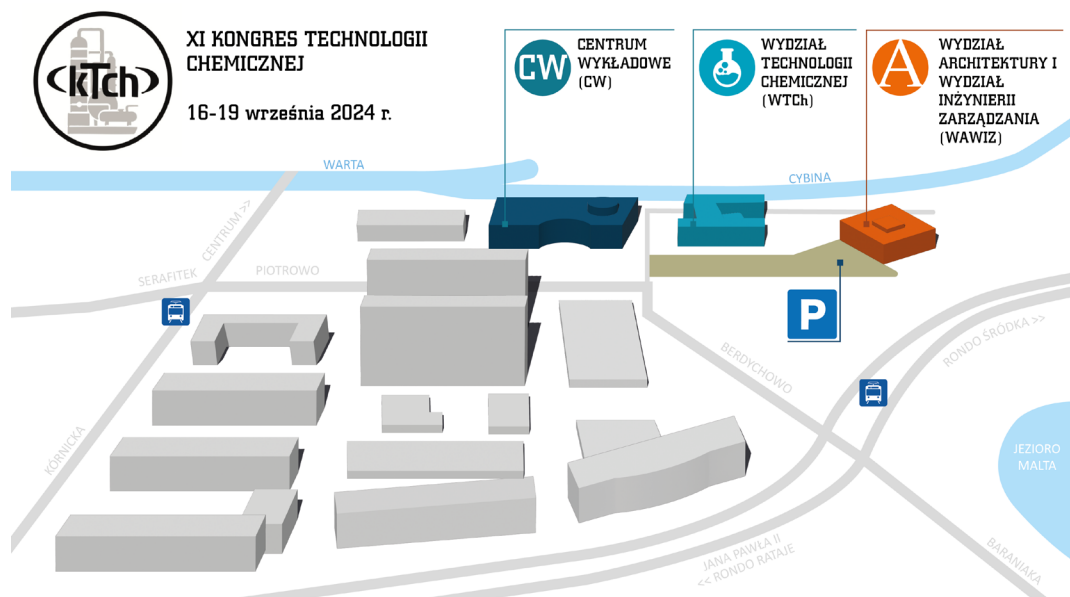 kTch
XI KONGRES TECHNOLOGII
CHEMICZNEJ
16-19 września 2024 r.
CW
CENTRUM
WYKŁADOWE
(CW)
WYDZIAŁ
TECHNOLOGII
CHEMICZNEJ
(WTCh)
A
WYDZIAŁ
ARCHITEKTURY I
WYDZIAŁ
INŻYNIERII
ZARZĄDZANIA
(WAWIZ)
WARTA
CYBINA
CENTRUM >>
SERAFITEK
PIOTROWO
P
BERDYCHOWO
RONDO ŚRÓDKA >>
KÓRNICKA
JEZIORO
MALTA
JANA PAWŁA II
<< RONDO RATAJE
BARANIAKA